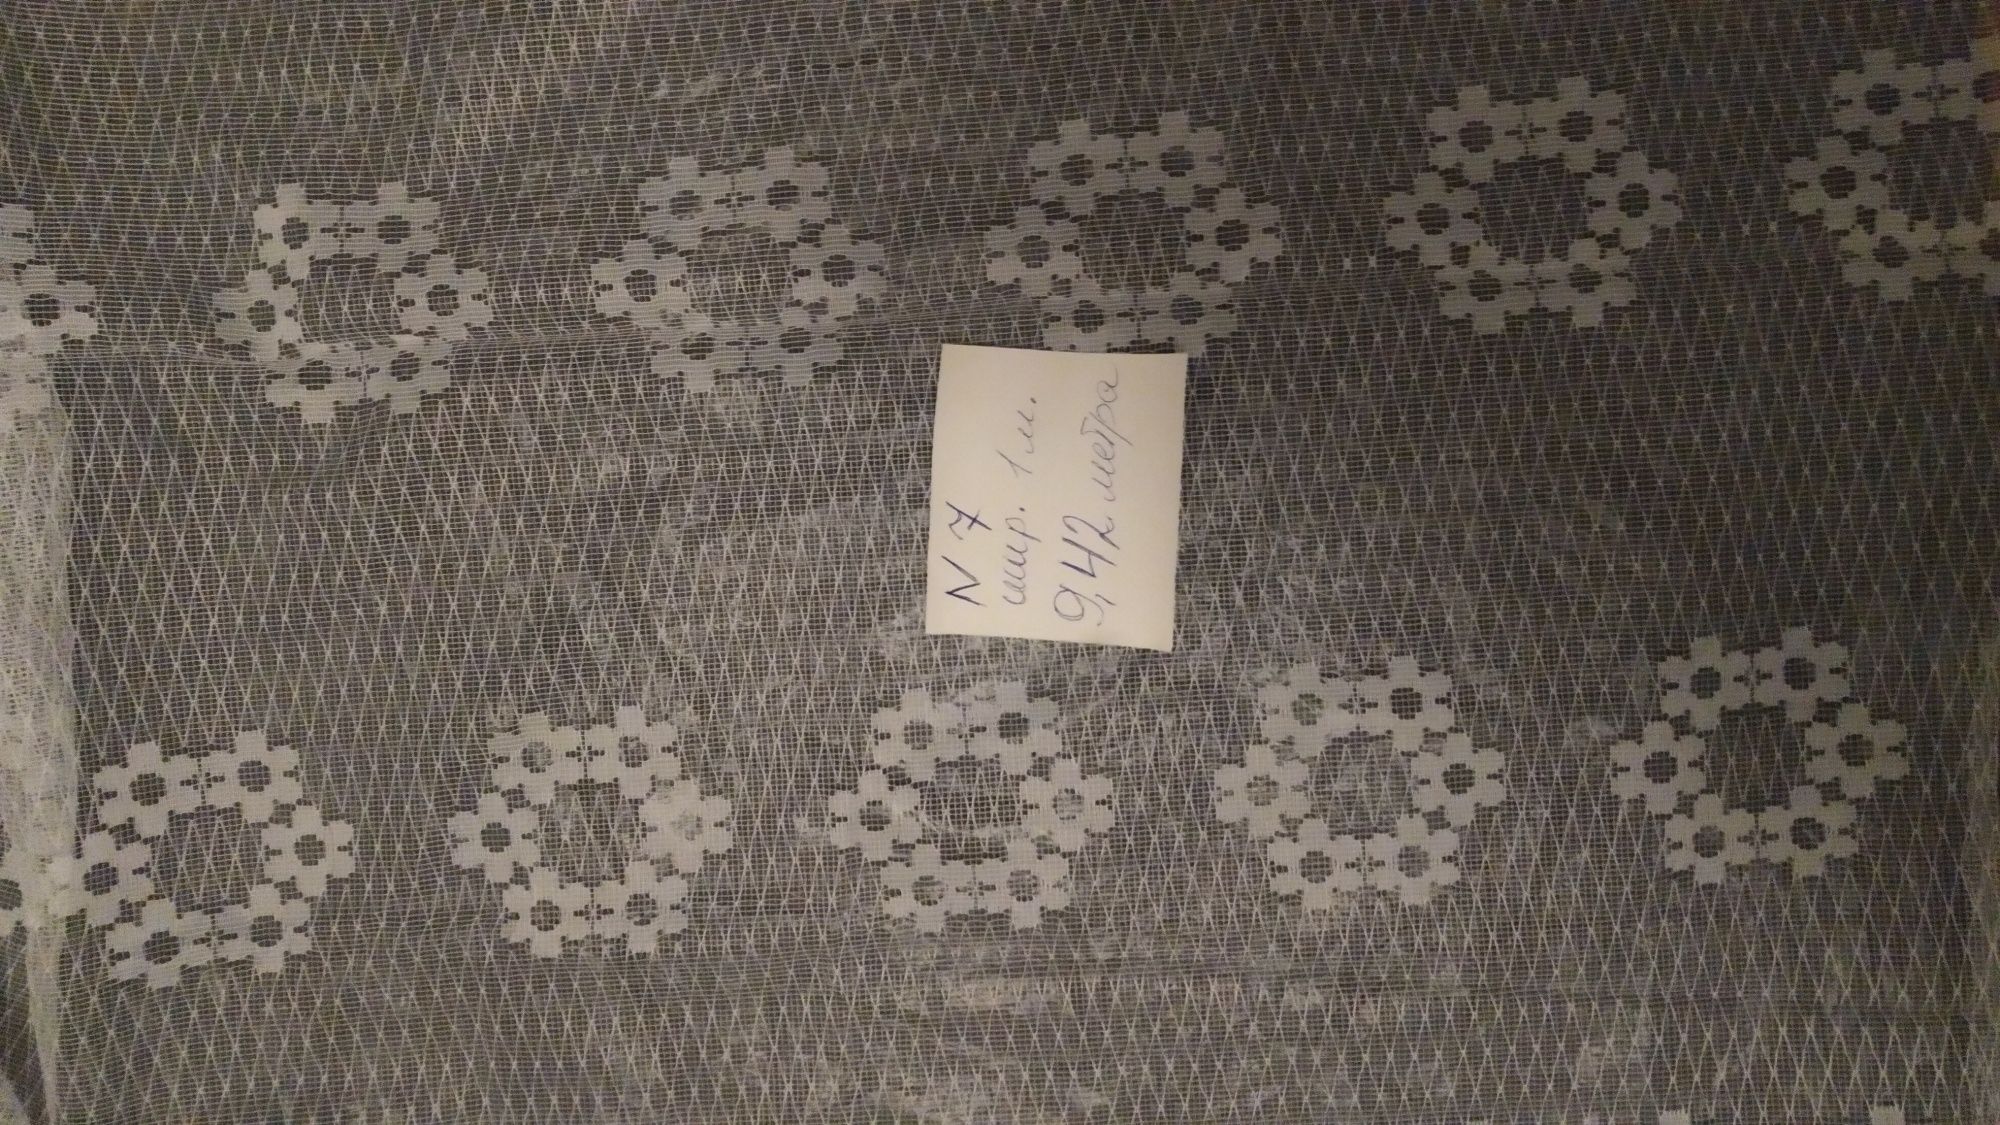 N 7
шир. 1 м.
9,42 метра